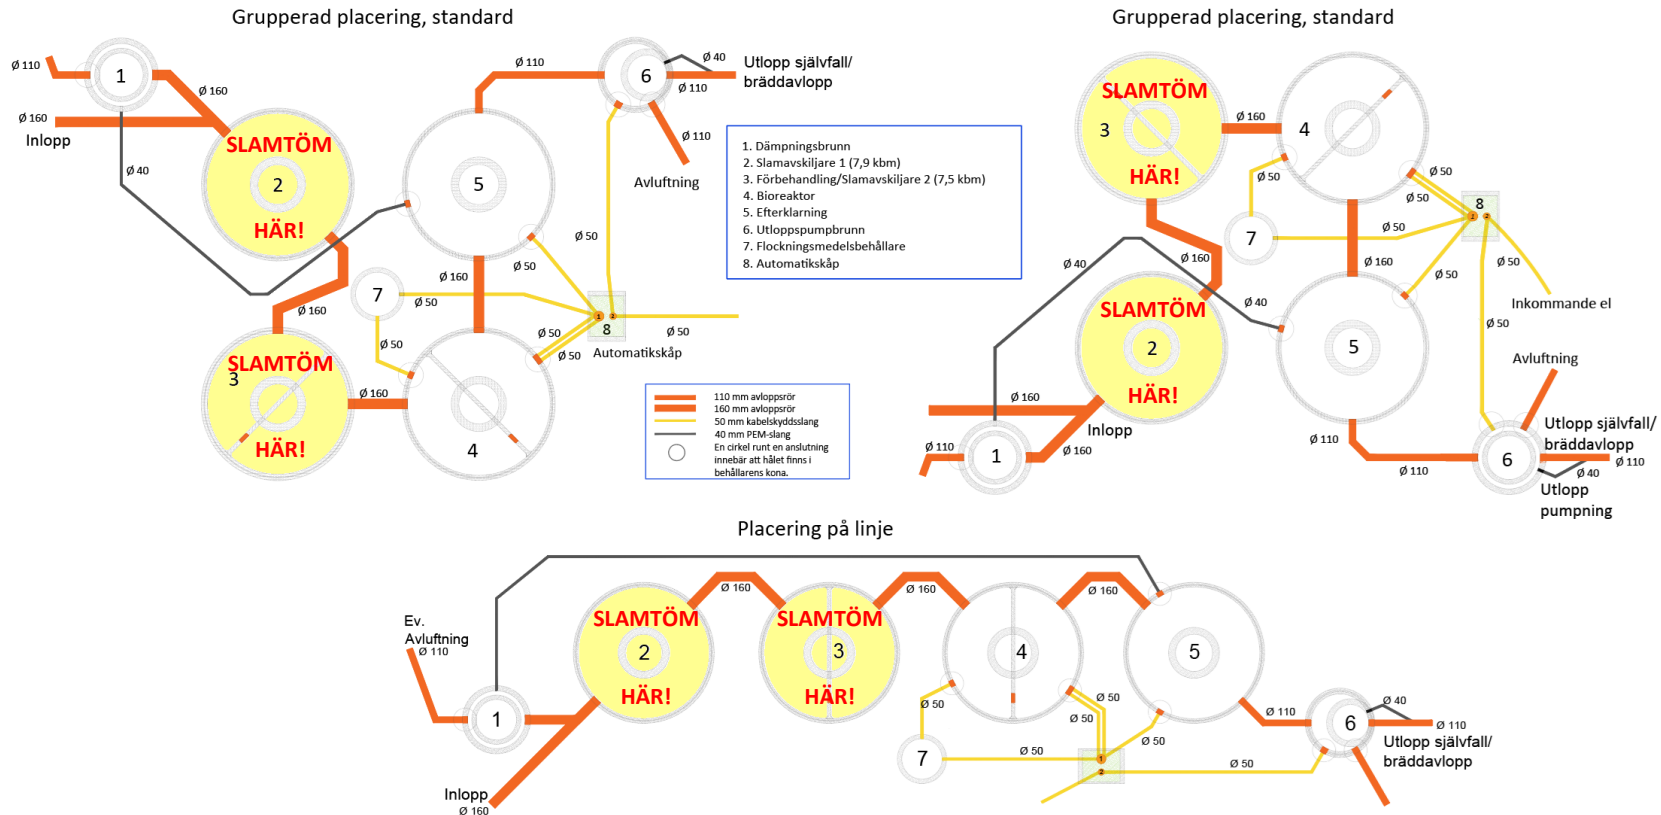 Grupperad placering, standard
Ø 110
1
Ø 160
Ø 160
Inlopp
Ø 40
SLAMTÖM
2
HÄR!
Ø 160
SLAMTÖM
3
HÄR!
Ø 160
7
Ø 50
Ø 50
5
Ø 160
4
Ø 110
6
Ø 40
Ø 110
Utlopp självfall/
bräddavlopp
Ø 110
Avluftning
Ø 50
Ø 50
Ø 50
Ø 50
1
2
8
Automatikskåp
Ø 50
1. Dämpningsbrunn
2. Slamavskiljare 1 (7,9 kbm)
3. Förbehandling/Slamavskiljare 2 (7,5 kbm)
4. Bioreaktor
5. Efterklarning
6. Utloppspumpbrunn
7. Flockningsmedelsbehållare
8. Automatikskåp
110 mm avloppsrör
160 mm avloppsrör
50 mm kabelskyddsslang
40 mm PEM-slang
En cirkel runt en anslutning
innebär att hålet finns i
behållarens kona.
Grupperad placering, standard
SLAMTÖM
3
HÄR!
Ø 160
4
Ø 50
7
Ø 50
Ø 50
Ø 50
8
1
2
Ø 160
Ø 160
Ø 50
Ø 50
Inkommande el
Ø 40
Ø 40
SLAMTÖM
2
HÄR!
5
Ø 50
Avluftning
Ø 160
Inlopp
Ø 110
1
Ø 160
Ø 110
Ø 110
6
Utlopp självfall/
bräddavlopp
Ø 110
Ø 40
Utlopp
pumpning
Placering på linje
Ev.
Avluftning
Ø 110
1
Inlopp
Ø 160
SLAMTÖM
2
HÄR!
Ø 160
SLAMTÖM
3
HÄR!
Ø 160
4
Ø 160
5
Ø 50
7
Ø 50
Ø 50
Ø 50
1
2
Ø 50
Ø 50
Ø 110
6
Ø 40
Ø 110
Utlopp självfall/
bräddavlopp